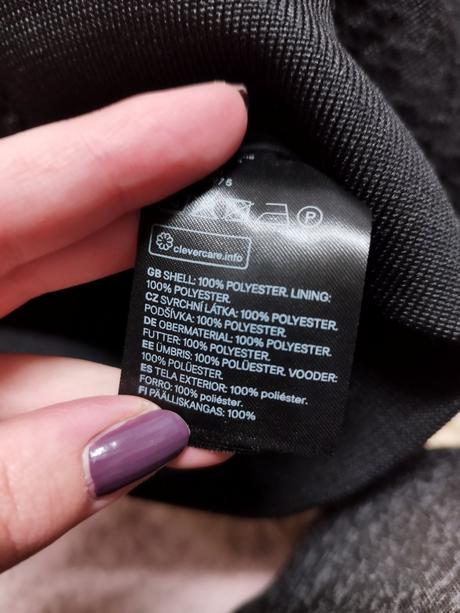 75
P
clevercare.info
GB SHELL: 100% POLYESTER. LINING:
100% POLYESTER.
CZ SVRCHNÍ LÁTKA: 100% POLYESTER.
PODŠÍVKA: 100% POLYESTER.
DE OBERMATERIAL: 100% POLYESTER.
FUTTER: 100% POLYESTER.
EE ÜMBRIS: 100% POLÜESTER. VOODER:
100% POLÜESTER.
ES TELA EXTERIOR: 100% poliéster.
FORRO: 100% poliéster.
FI PÄÄLLISKANGAS: 100%